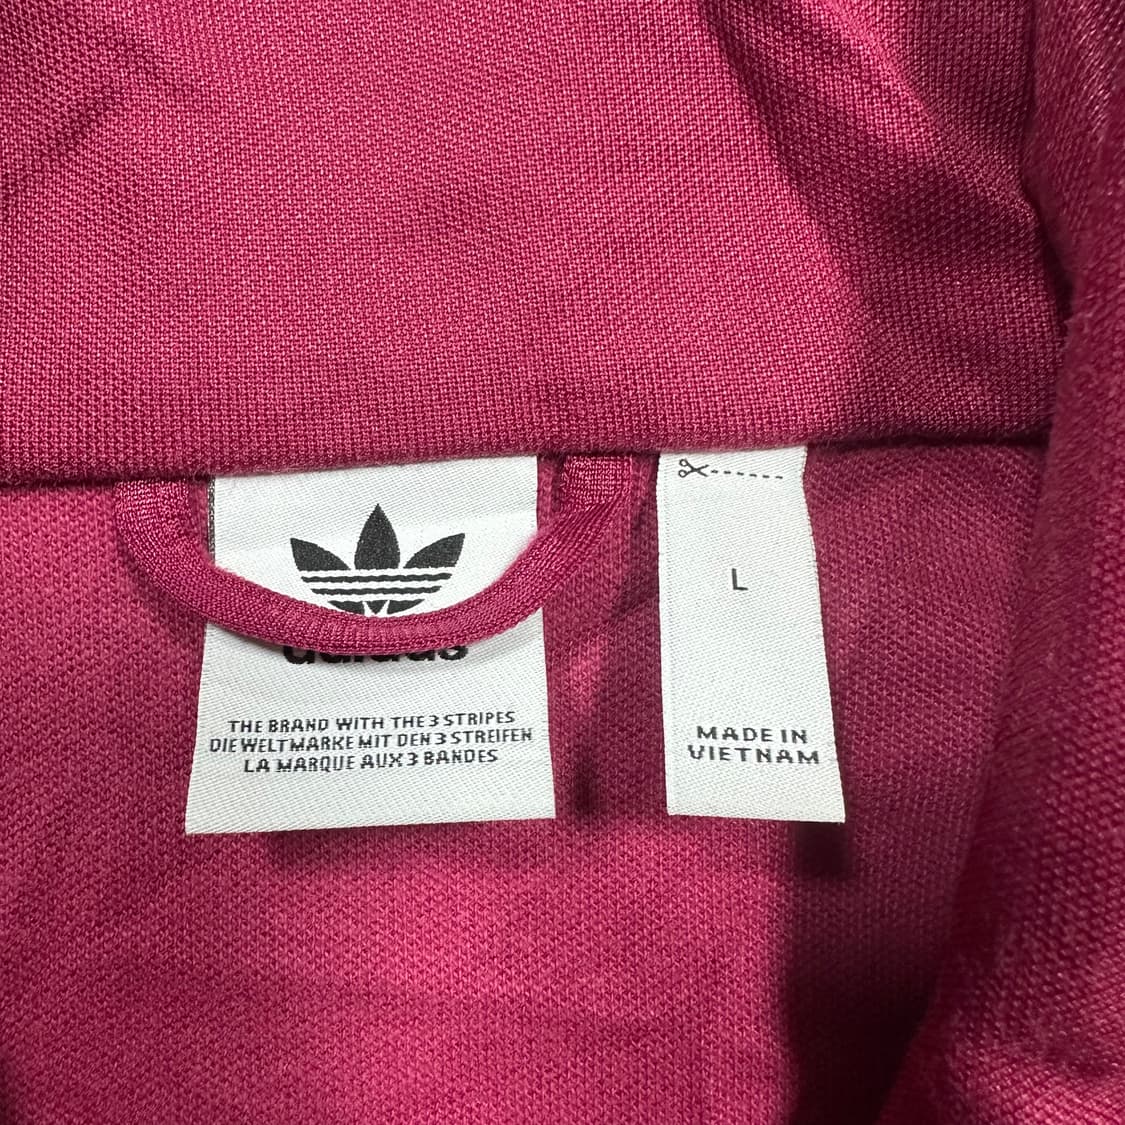 adidas
THE BRAND WITH THE 3 STRIPES
DIE WELTMARKE MIT DEN 3 STREIFEN
LA MARQUE AUX 3 BANDES
L
MADE IN
VIETNAM